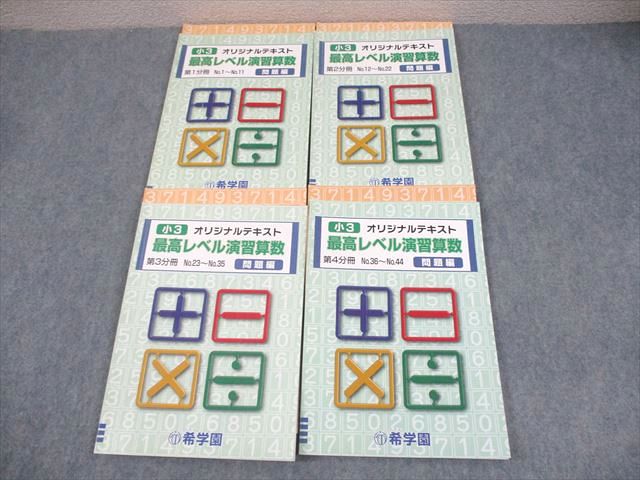 小3 オリジナルテキスト
最高レベル演習算数
第1分冊 No.1～No.11 問題編
希学園
小3 オリジナルテキスト
最高レベル演習算数
第2分冊 No.12～No.22 問題編
希学園
小3 オリジナルテキスト
最高レベル演習算数
第3分冊 No.23～No.35 問題編
希学園
小3 オリジナルテキスト
最高レベル演習算数
第4分冊 No.36～No.44 問題編
希学園